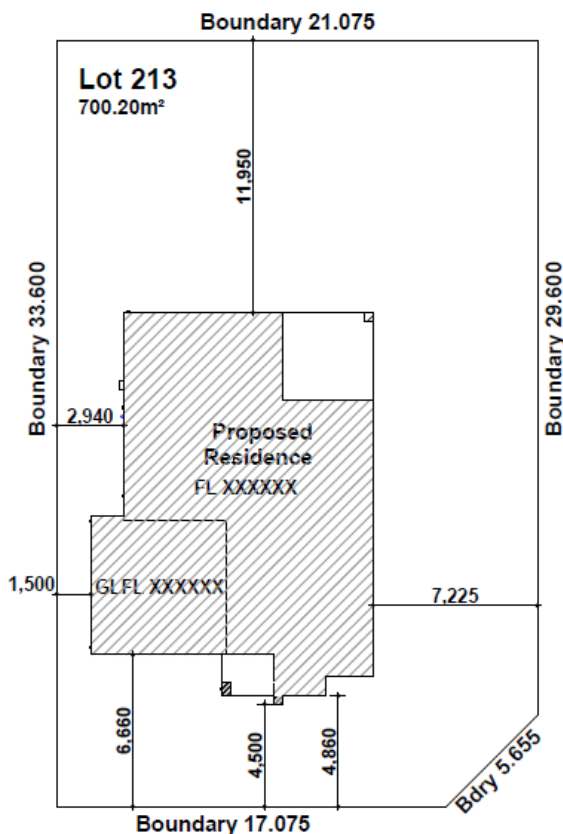 Boundary 21.075
Lot 213
700.20m²
11,950
Boundary 33.600
Boundary 29.600
2,940
Proposed
Residence
FL XXXXXX
1,500
GLFL XXXXXX
7,225
6,660
4,500
4,860
Bdry 5.655
Boundary 17.075